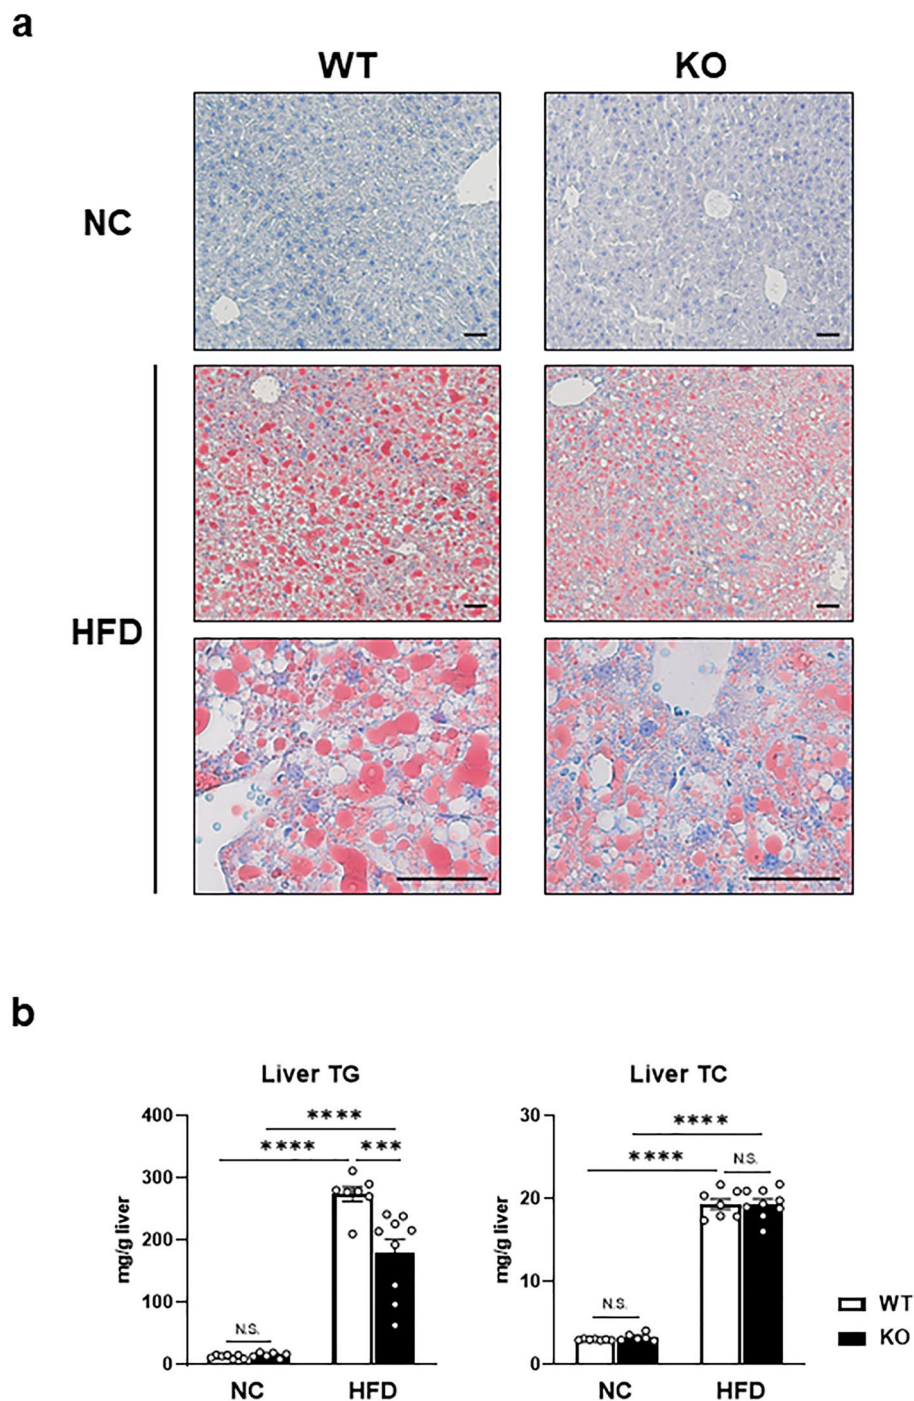 a
WT KO
NC
HFD
b
Liver TG
400
300
200
100
0
mg/g liver
****
**** ***
N.S.
NC HFD
Liver TC
30
20
10
0
mg/g liver
****
**** N.S.
N.S.
NC HFD
WT
KO